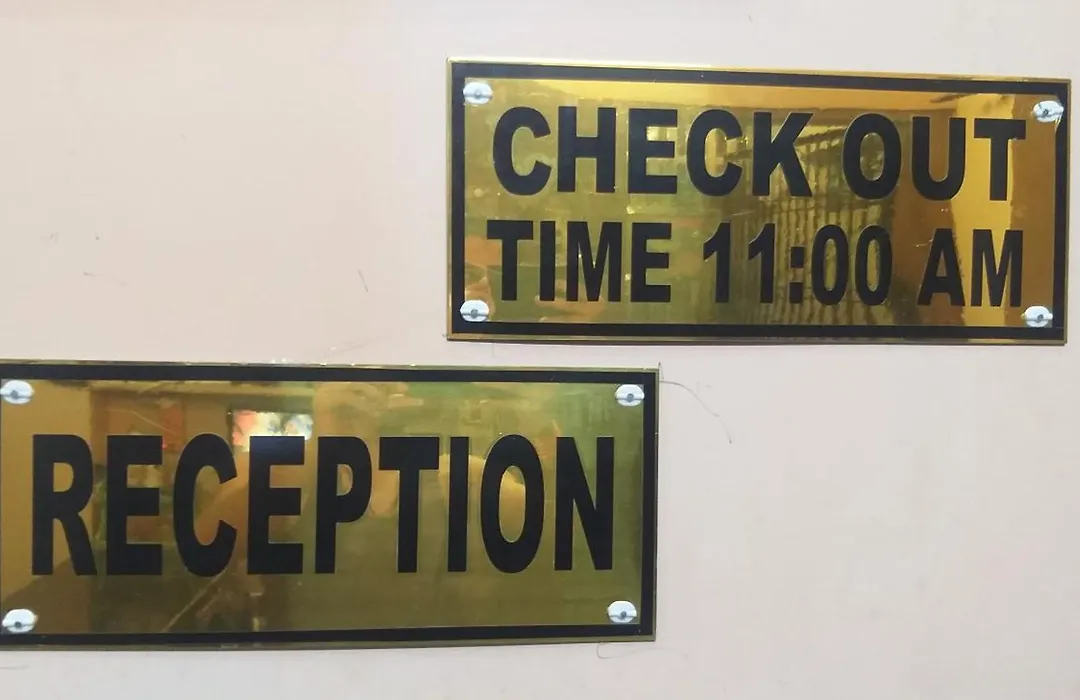 CHECK OUT
TIME 11:00 AM
RECEPTION